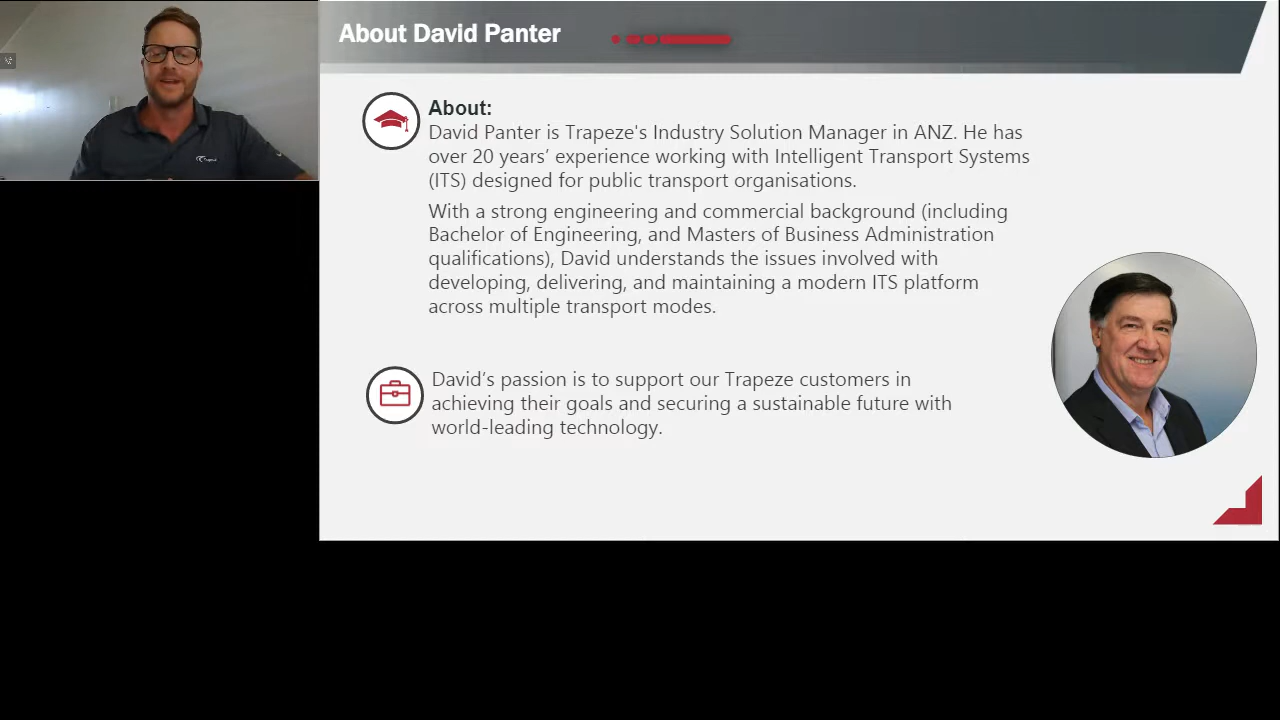 About David Panter
About:
David Panter is Trapeze's Industry Solution Manager in ANZ. He has
over 20 years’ experience working with Intelligent Transport Systems
(ITS) designed for public transport organisations.
With a strong engineering and commercial background (including
Bachelor of Engineering, and Masters of Business Administration
qualifications), David understands the issues involved with
developing, delivering, and maintaining a modern ITS platform
across multiple transport modes.
David’s passion is to support our Trapeze customers in
achieving their goals and securing a sustainable future with
world-leading technology.